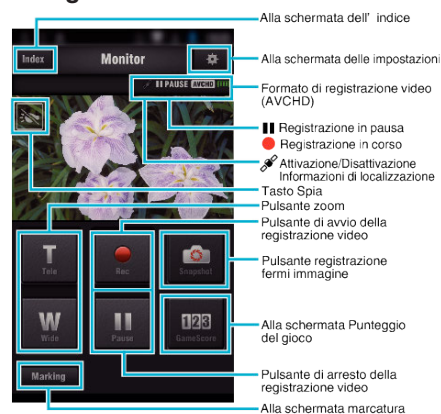 Alla schermata dell' indice
Index
Monitor
Alla schermata delle impostazioni
PAUSE AVCHD
Formato di registrazione video
(AVCHD)
Registrazione in pausa
Registrazione in corso
Attivazione/Disattivazione
Informazioni di localizzazione
Tasto Spia
Pulsante zoom
Pulsante di avvio della
registrazione video
T
Tele
Rec
Snapshot
Pulsante registrazione
fermi immagine
W
Wide
Pause
123
GameScore
Alla schermata Punteggio
del gioco
Marking
Pulsante di arresto della
registrazione video
Alla schermata marcatura